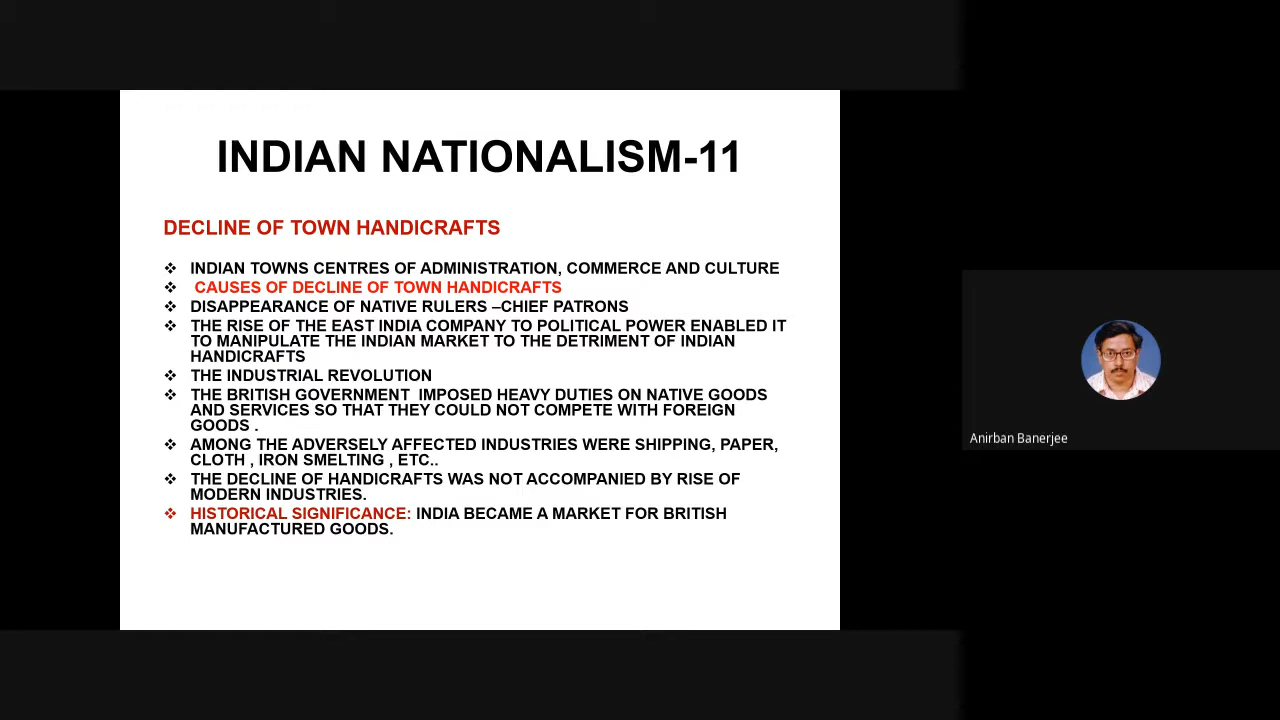 INDIAN NATIONALISM-11
DECLINE OF TOWN HANDICRAFTS
❖ INDIAN TOWNS CENTRES OF ADMINISTRATION, COMMERCE AND CULTURE
❖ CAUSES OF DECLINE OF TOWN HANDICRAFTS
❖ DISAPPEARANCE OF NATIVE RULERS –CHIEF PATRONS
❖ THE RISE OF THE EAST INDIA COMPANY TO POLITICAL POWER ENABLED IT
TO MANIPULATE THE INDIAN MARKET TO THE DETRIMENT OF INDIAN
HANDICRAFTS
❖ THE INDUSTRIAL REVOLUTION
❖ THE BRITISH GOVERNMENT  IMPOSED HEAVY DUTIES ON NATIVE GOODS
AND SERVICES SO THAT THEY COULD NOT COMPETE WITH FOREIGN
GOODS .
❖ AMONG THE ADVERSELY AFFECTED INDUSTRIES WERE SHIPPING, PAPER,
CLOTH , IRON SMELTING , ETC..
❖ THE DECLINE OF HANDICRAFTS WAS NOT ACCOMPANIED BY RISE OF
MODERN INDUSTRIES.
❖ HISTORICAL SIGNIFICANCE: INDIA BECAME A MARKET FOR BRITISH
MANUFACTURED GOODS.
Anirban Banerjee